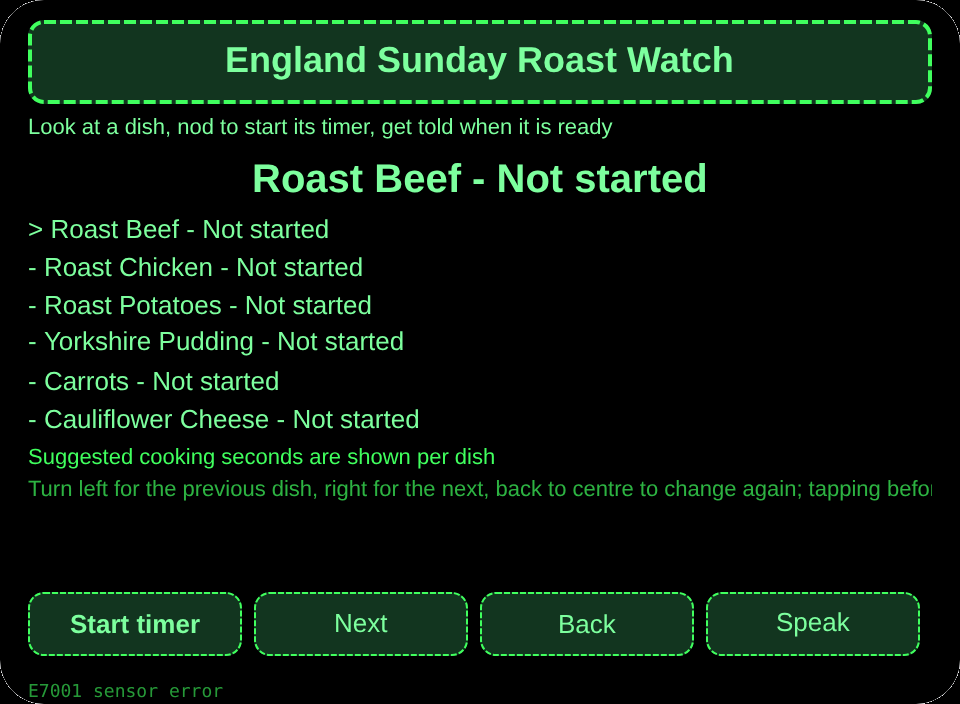 England Sunday Roast Watch
Look at a dish, nod to start its timer, get told when it is ready
Roast Beef - Not started
> Roast Beef - Not started
- Roast Chicken - Not started
- Roast Potatoes - Not started
- Yorkshire Pudding - Not started
- Carrots - Not started
- Cauliflower Cheese - Not started
Suggested cooking seconds are shown per dish
Turn left for the previous dish, right for the next, back to centre to change again; tapping
Start timer
Next
Back
Speak
E7001 sensor error